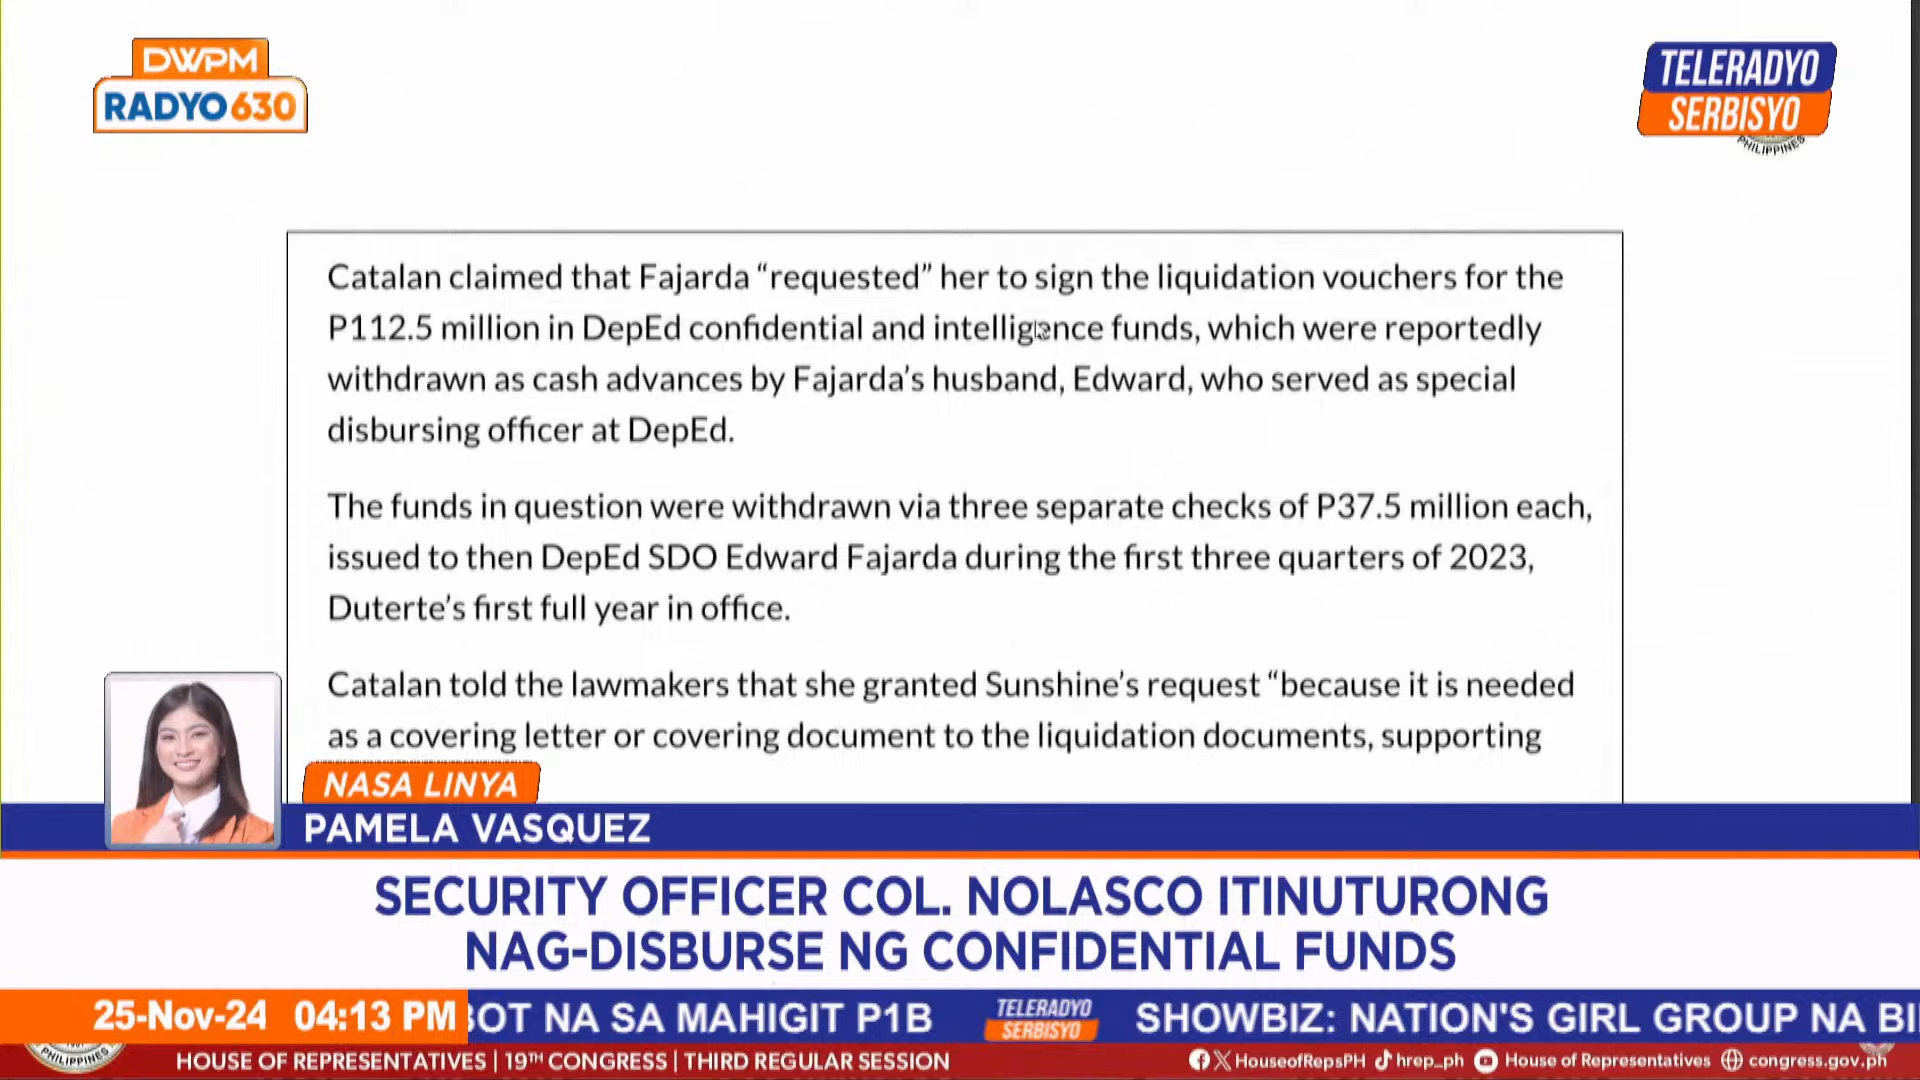 DWPM
RADYO 630
TELERADYO
SERBISYO
PHILIPPINES
Catalan claimed that Fajarda “requested” her to sign the liquidation vouchers for the
P112.5 million in DepEd confidential and intelligence funds, which were reportedly
withdrawn as cash advances by Fajarda’s husband, Edward, who served as special
disbursing officer at DepEd.
The funds in question were withdrawn via three separate checks of P37.5 million each,
issued to then DepEd SDO Edward Fajarda during the first three quarters of 2023,
Duterte’s first full year in office.
Catalan told the lawmakers that she granted Sunshine’s request “because it is needed
as a covering letter or covering document to the liquidation documents, supporting
NASA LINYA
PAMELA VASQUEZ
SECURITY OFFICER COL. NOLASCO ITINUTURONG
NAG-DISBURSE NG CONFIDENTIAL FUNDS
25-Nov-24 04:13 PM
BOT NA SA MAHIGIT P1B TELERADYO SERBISYO SHOWBIZ: NATION'S GIRL GROUP NA BI
PHILIPPINES
HOUSE OF REPRESENTATIVES | 19TH CONGRESS | THIRD REGULAR SESSION HouseofRepsPH hrep_ph House of Representatives congress.gov.ph